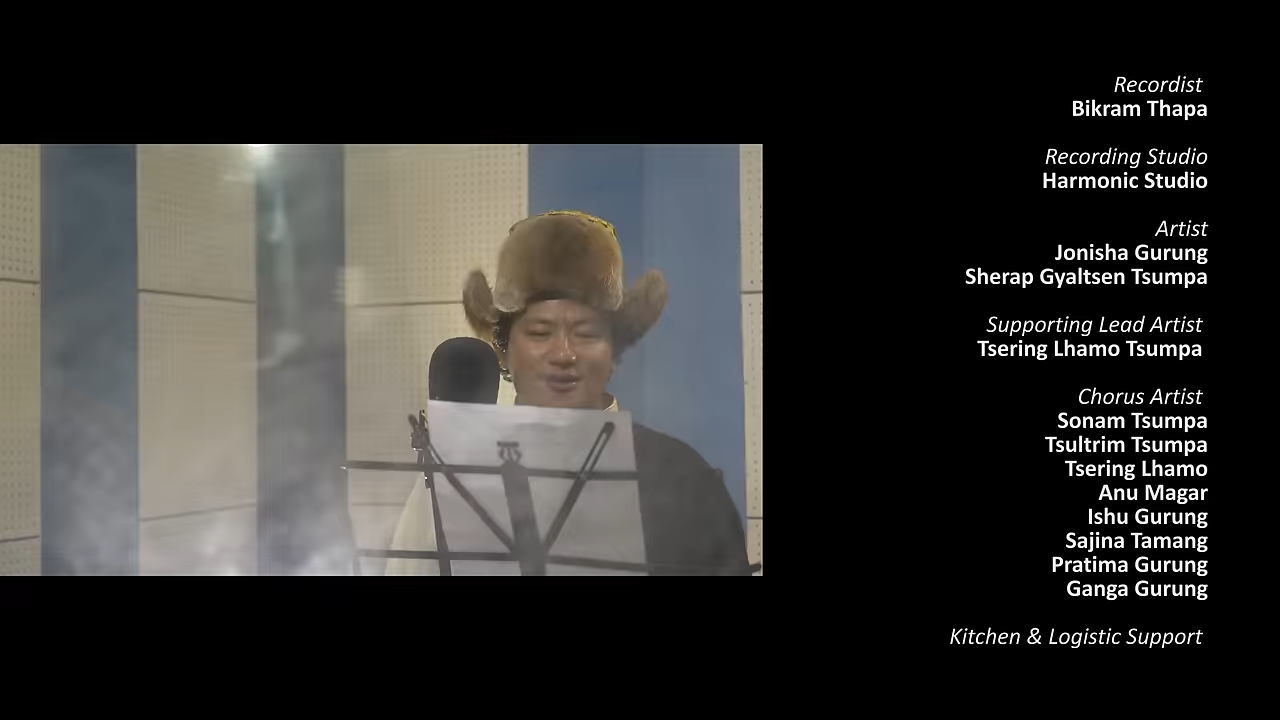 Recordist
Bikram Thapa
Recording Studio
Harmonic Studio
Artist
Jonisha Gurung
Sherap Gyaltsen Tsumpa
Supporting Lead Artist
Tsering Lhamo Tsumpa
Chorus Artist
Sonam Tsumpa
Tsultrim Tsumpa
Tsering Lhamo
Anu Magar
Ishu Gurung
Sajina Tamang
Pratima Gurung
Ganga Gurung
Kitchen & Logistic Support